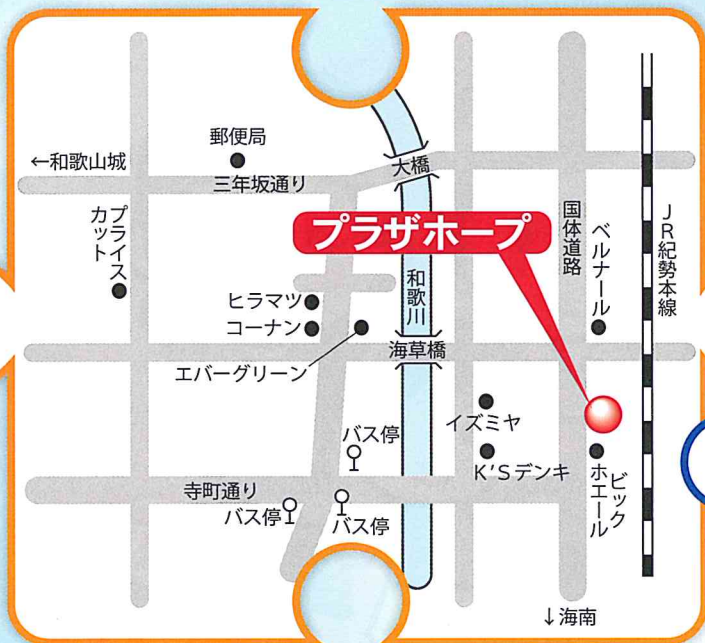 郵便局
←和歌山城
大橋
三年坂通り
プライスカット
プラザホープ
国体道路
ベルナール
JR紀勢本線
和歌川
ヒラマツ
コーナン
海草橋
エバーグリーン
イズミヤ
バス停
K'Sデンキ
ビックホエール
寺町通り
バス停
バス停
↓海南